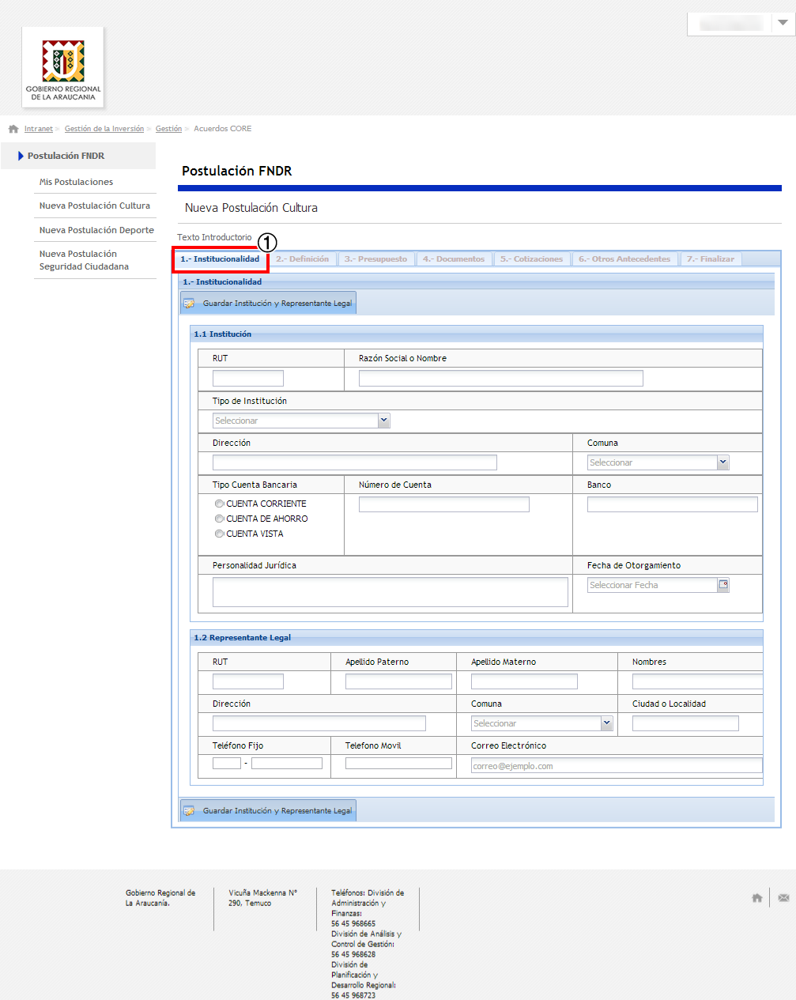 GOBIERNO REGIONAL
DE LA ARAUCANIA
Intranet > Gestión de la Inversión > Gestión > Acuerdos CORE
Postulación FNDR
Mis Postulaciones
Nueva Postulación Cultura
Nueva Postulación Deporte
Nueva Postulación
Seguridad Ciudadana
Postulación FNDR
Nueva Postulación Cultura
Texto Introductorio
1
1.- Institucionalidad 2.- Definición 3.- Presupuesto 4.- Documentos 5.- Cotizaciones 6.- Otros Antecedentes 7.- Finalizar
1.- Institucionalidad
Guardar Institución y Representante Legal
1.1 Institución
RUT Razón Social o Nombre
Tipo de Institución
Seleccionar
Dirección Comuna
Seleccionar
Tipo Cuenta Bancaria Número de Cuenta Banco
CUENTA CORRIENTE
CUENTA DE AHORRO
CUENTA VISTA
Personalidad Jurídica Fecha de Otorgamiento
Seleccionar Fecha
1.2 Representante Legal
RUT Apellido Paterno Apellido Materno Nombres
Dirección Comuna Ciudad o Localidad
Seleccionar
Teléfono Fijo Telefono Movil Correo Electrónico
- correo@ejemplo.com
Guardar Institución y Representante Legal
Gobierno Regional de
La Araucanía.
Vicuña Mackenna N°
290, Temuco
Teléfonos: División de
Administración y
Finanzas:
56 45 968665
División de Análisis y
Control de Gestión:
56 45 968628
División de
Planificación y
Desarrollo Regional:
56 45 968723